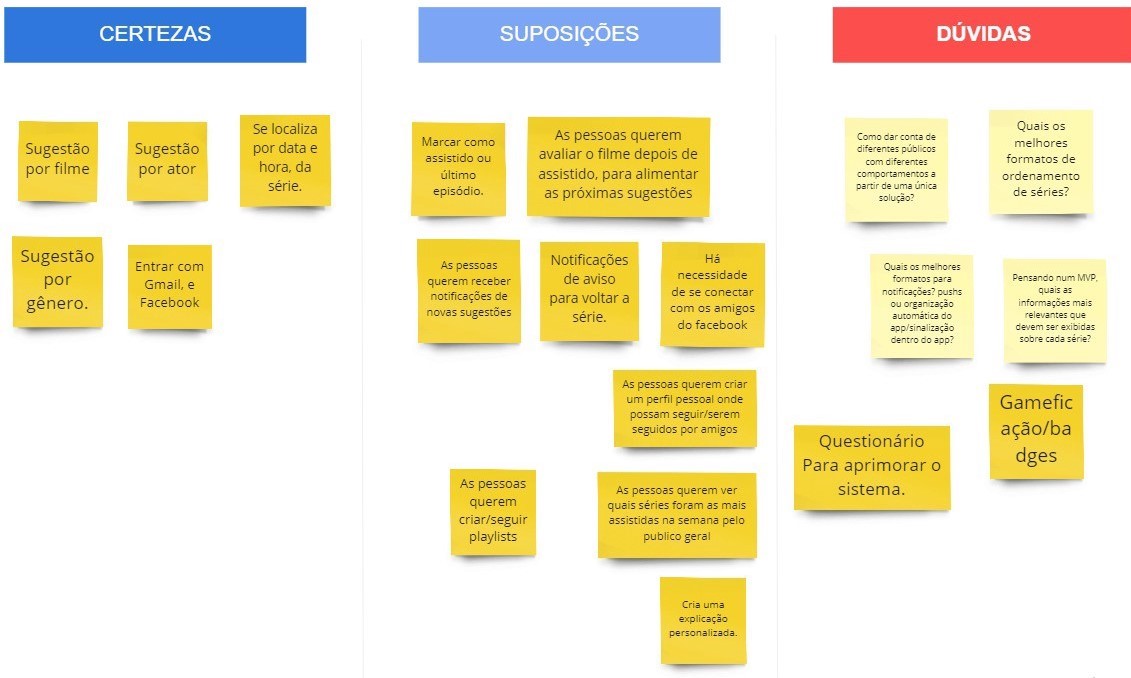 CERTEZAS
Sugestão
por filme
Sugestão
por ator
Se localiza
por data e
hora, da
série.
Sugestão
por
gênero.
Entrar com
Gmail, e
Facebook
SUPOSIÇÕES
Marcar como
assistido ou
último
episódio.
As pessoas querem
avaliar o filme depois de
assistido, para alimentar
as próximas sugestões
As pessoas
querem receber
notificações de
novas sugestões
Notificações
de aviso
para voltar a
série.
Há
necessidade
de se conectar
com os amigos
do facebook
As pessoas querem criar
um perfil pessoal onde
possam seguir/serem
seguidos por amigos
As pessoas
querem
criar/seguir
playlists
As pessoas querem ver
quais séries foram as mais
assistidas na semana pelo
publico geral
Cria uma
explicação
personalizada.
DÚVIDAS
Como dar conta de
diferentes públicos
com diferentes
comportamentos a
partir de uma única
solução?
Quais os
melhores
formatos de
ordenamento
de séries?
Quais os melhores
formatos para
notificações? pushs
ou organização
automática do
app/sinalização
dentro do app?
Pensando num MVP,
quais as
informações mais
relevantes que
devem ser exibidas
sobre cada série?
Gamefic
ação/ba
dges
Questionário
Para aprimorar o
sistema.